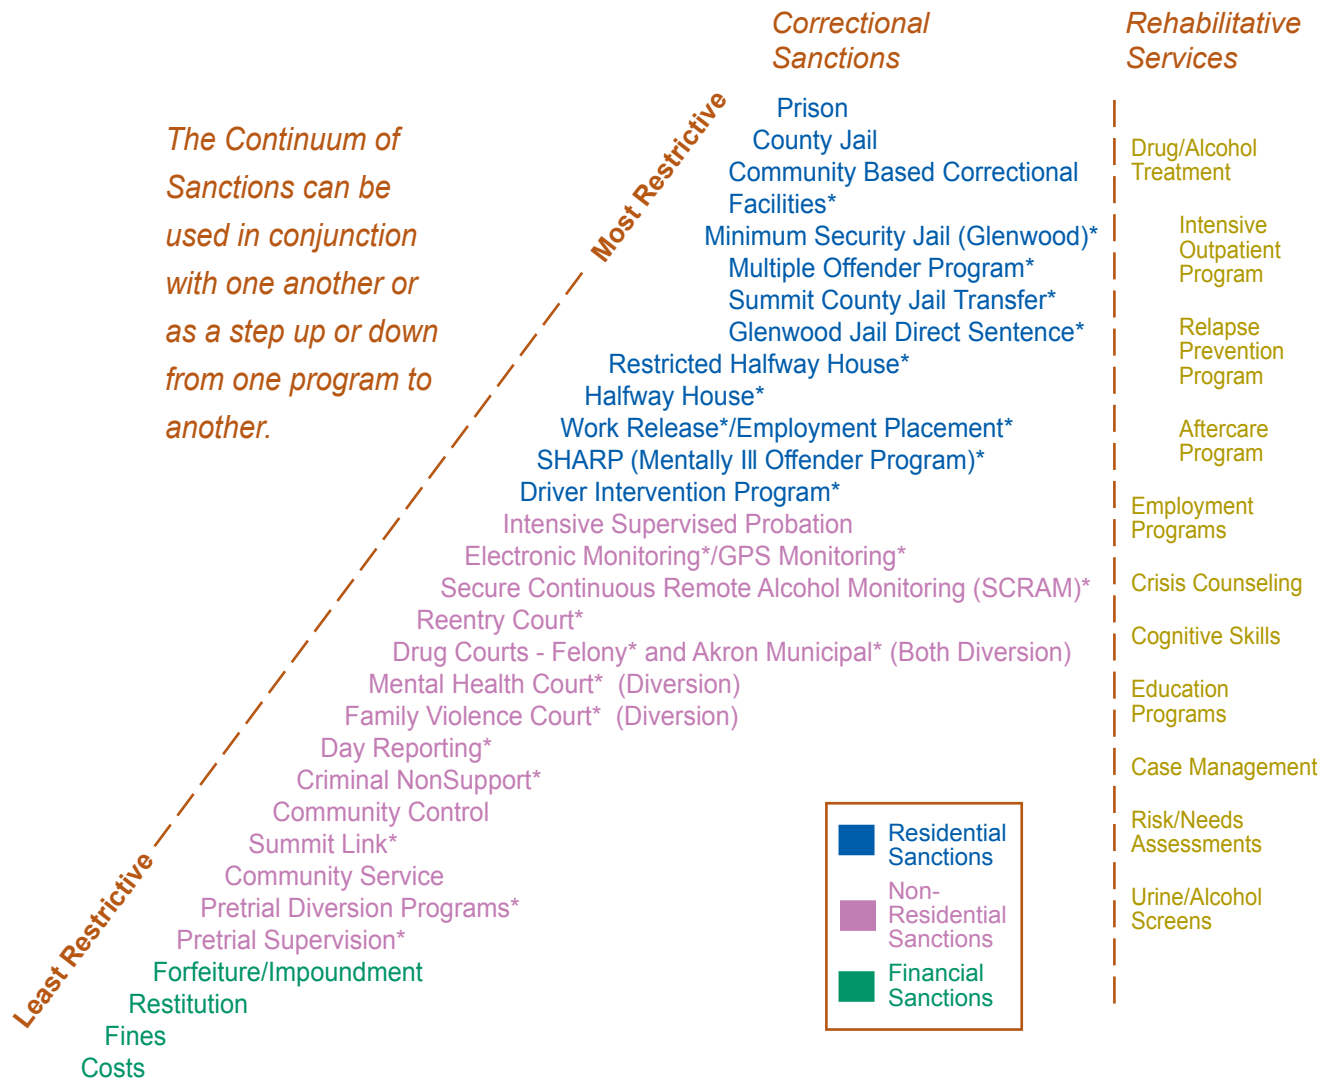 Correctional
Sanctions
Rehabilitative
Services
The Continuum of
Sanctions can be
used in conjunction
with one another or
as a step up or down
from one program to
another.
Most Restrictive
Least Restrictive
Prison
County Jail
Community Based Correctional
Facilities*
Minimum Security Jail (Glenwood)*
Multiple Offender Program*
Summit County Jail Transfer*
Glenwood Jail Direct Sentence*
Restricted Halfway House*
Halfway House*
Work Release*/Employment Placement*
SHARP (Mentally Ill Offender Program)*
Driver Intervention Program*
Intensive Supervised Probation
Electronic Monitoring*/GPS Monitoring*
Secure Continuous Remote Alcohol Monitoring (SCRAM)*
Reentry Court*
Drug Courts - Felony* and Akron Municipal* (Both Diversion)
Mental Health Court*  (Diversion)
Family Violence Court*  (Diversion)
Day Reporting*
Criminal NonSupport*
Community Control
Summit Link*
Community Service
Pretrial Diversion Programs*
Pretrial Supervision*
Forfeiture/Impoundment
Restitution
Fines
Costs
Drug/Alcohol
Treatment
Intensive
Outpatient
Program
Relapse
Prevention
Program
Aftercare
Program
Employment
Programs
Crisis Counseling
Cognitive Skills
Education
Programs
Case Management
Risk/Needs
Assessments
Urine/Alcohol
Screens
Residential
Sanctions
Non-
Residential
Sanctions
Financial
Sanctions